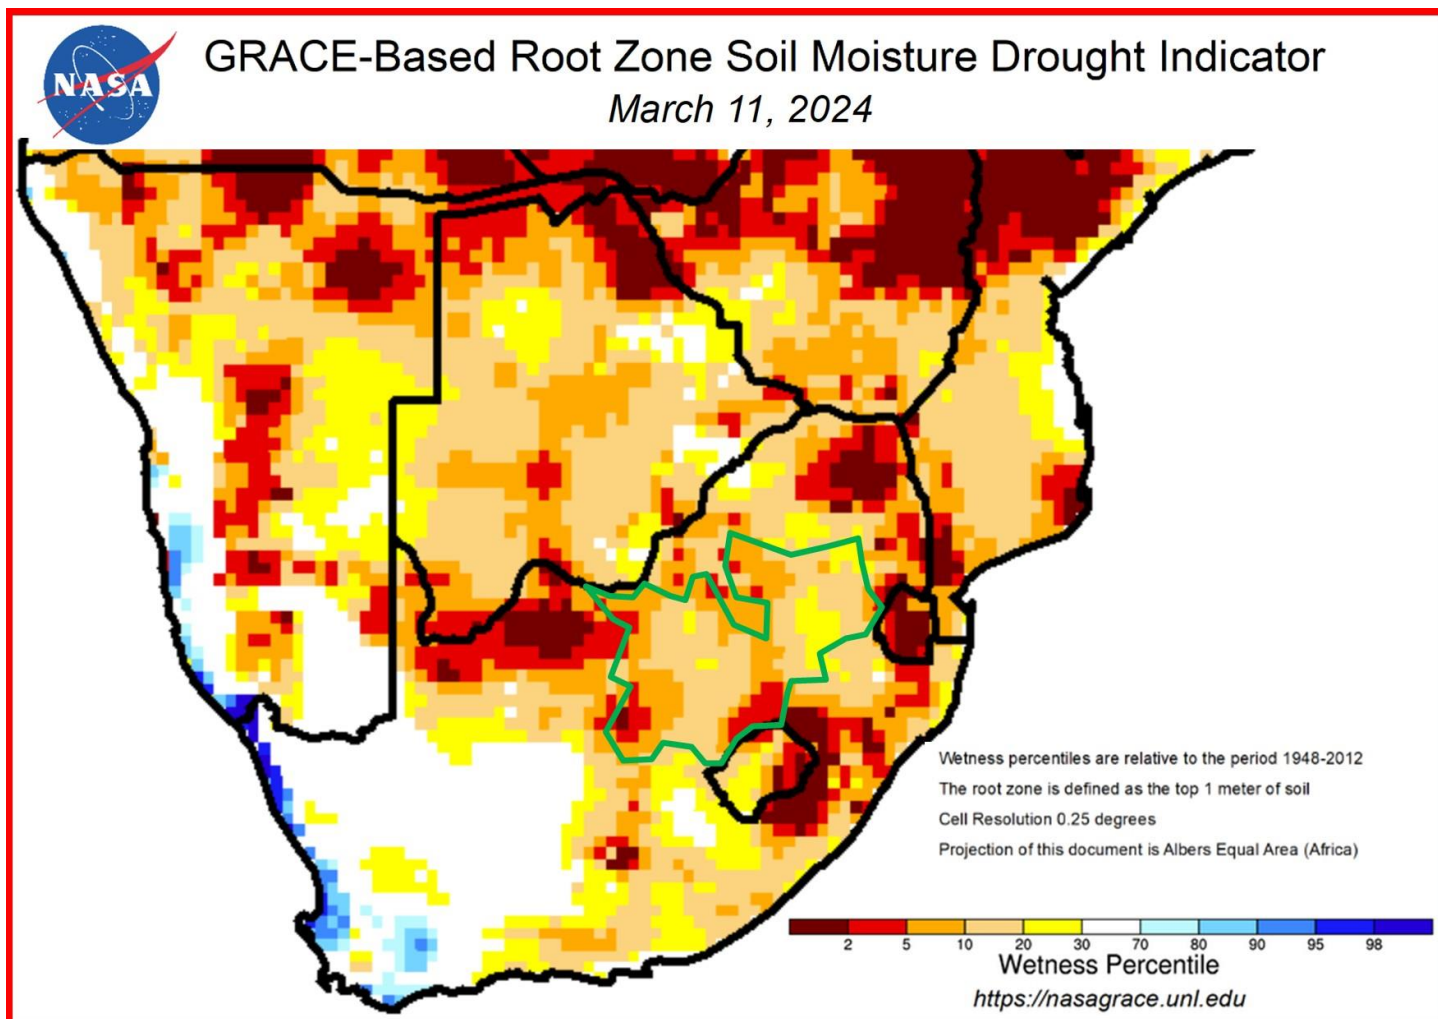 NASA
GRACE-Based Root Zone Soil Moisture Drought Indicator
March 11, 2024
Wetness percentiles are relative to the period 1948-2012
The root zone is defined as the top 1 meter of soil
Cell Resolution 0.25 degrees
Projection of this document is Albers Equal Area (Africa)
2 5 10 20 30 70 80 90 95 98
Wetness Percentile
https://nasagrace.unl.edu